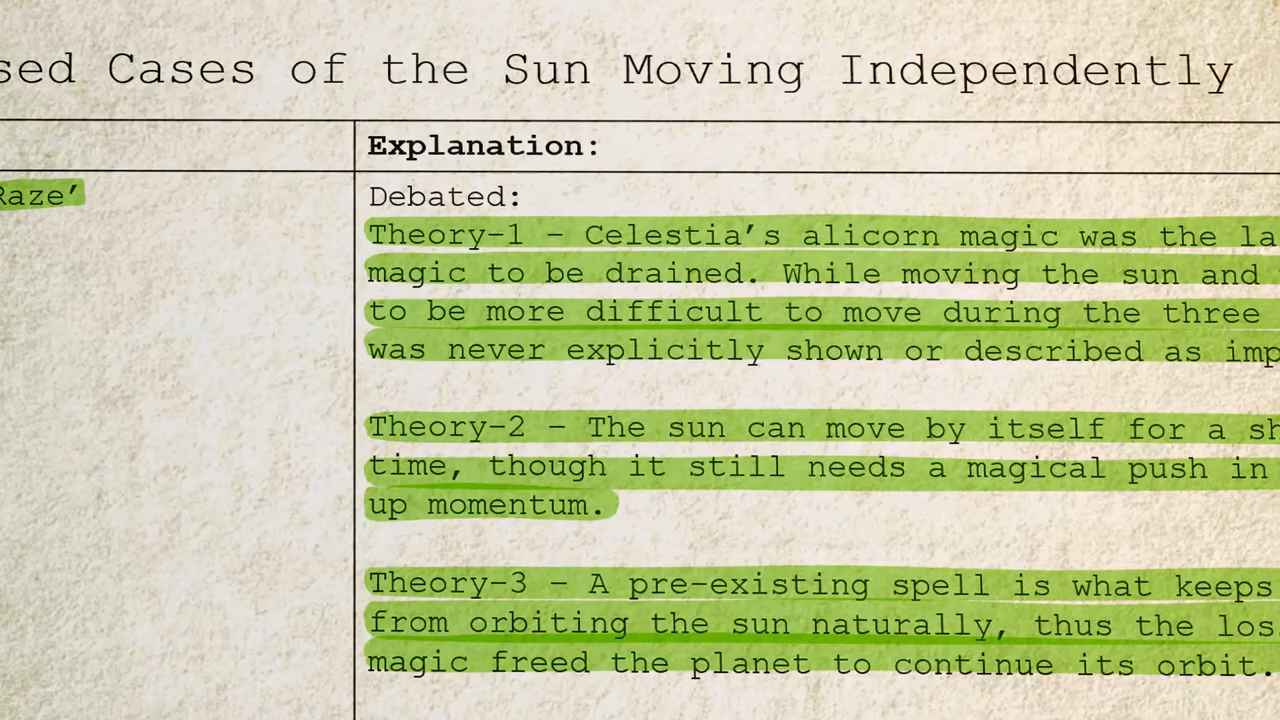 sed Cases of the Sun Moving Independently
Explanation:
Raze’
Debated:
Theory-1 - Celestia’s alicorn magic was the la
magic to be drained. While moving the sun and
to be more difficult to move during the three
was never explicitly shown or described as imp
Theory-2 - The sun can move by itself for a sh
time, though it still needs a magical push in
up momentum.
Theory-3 - A pre-existing spell is what keeps
from orbiting the sun naturally, thus the los
magic freed the planet to continue its orbit.